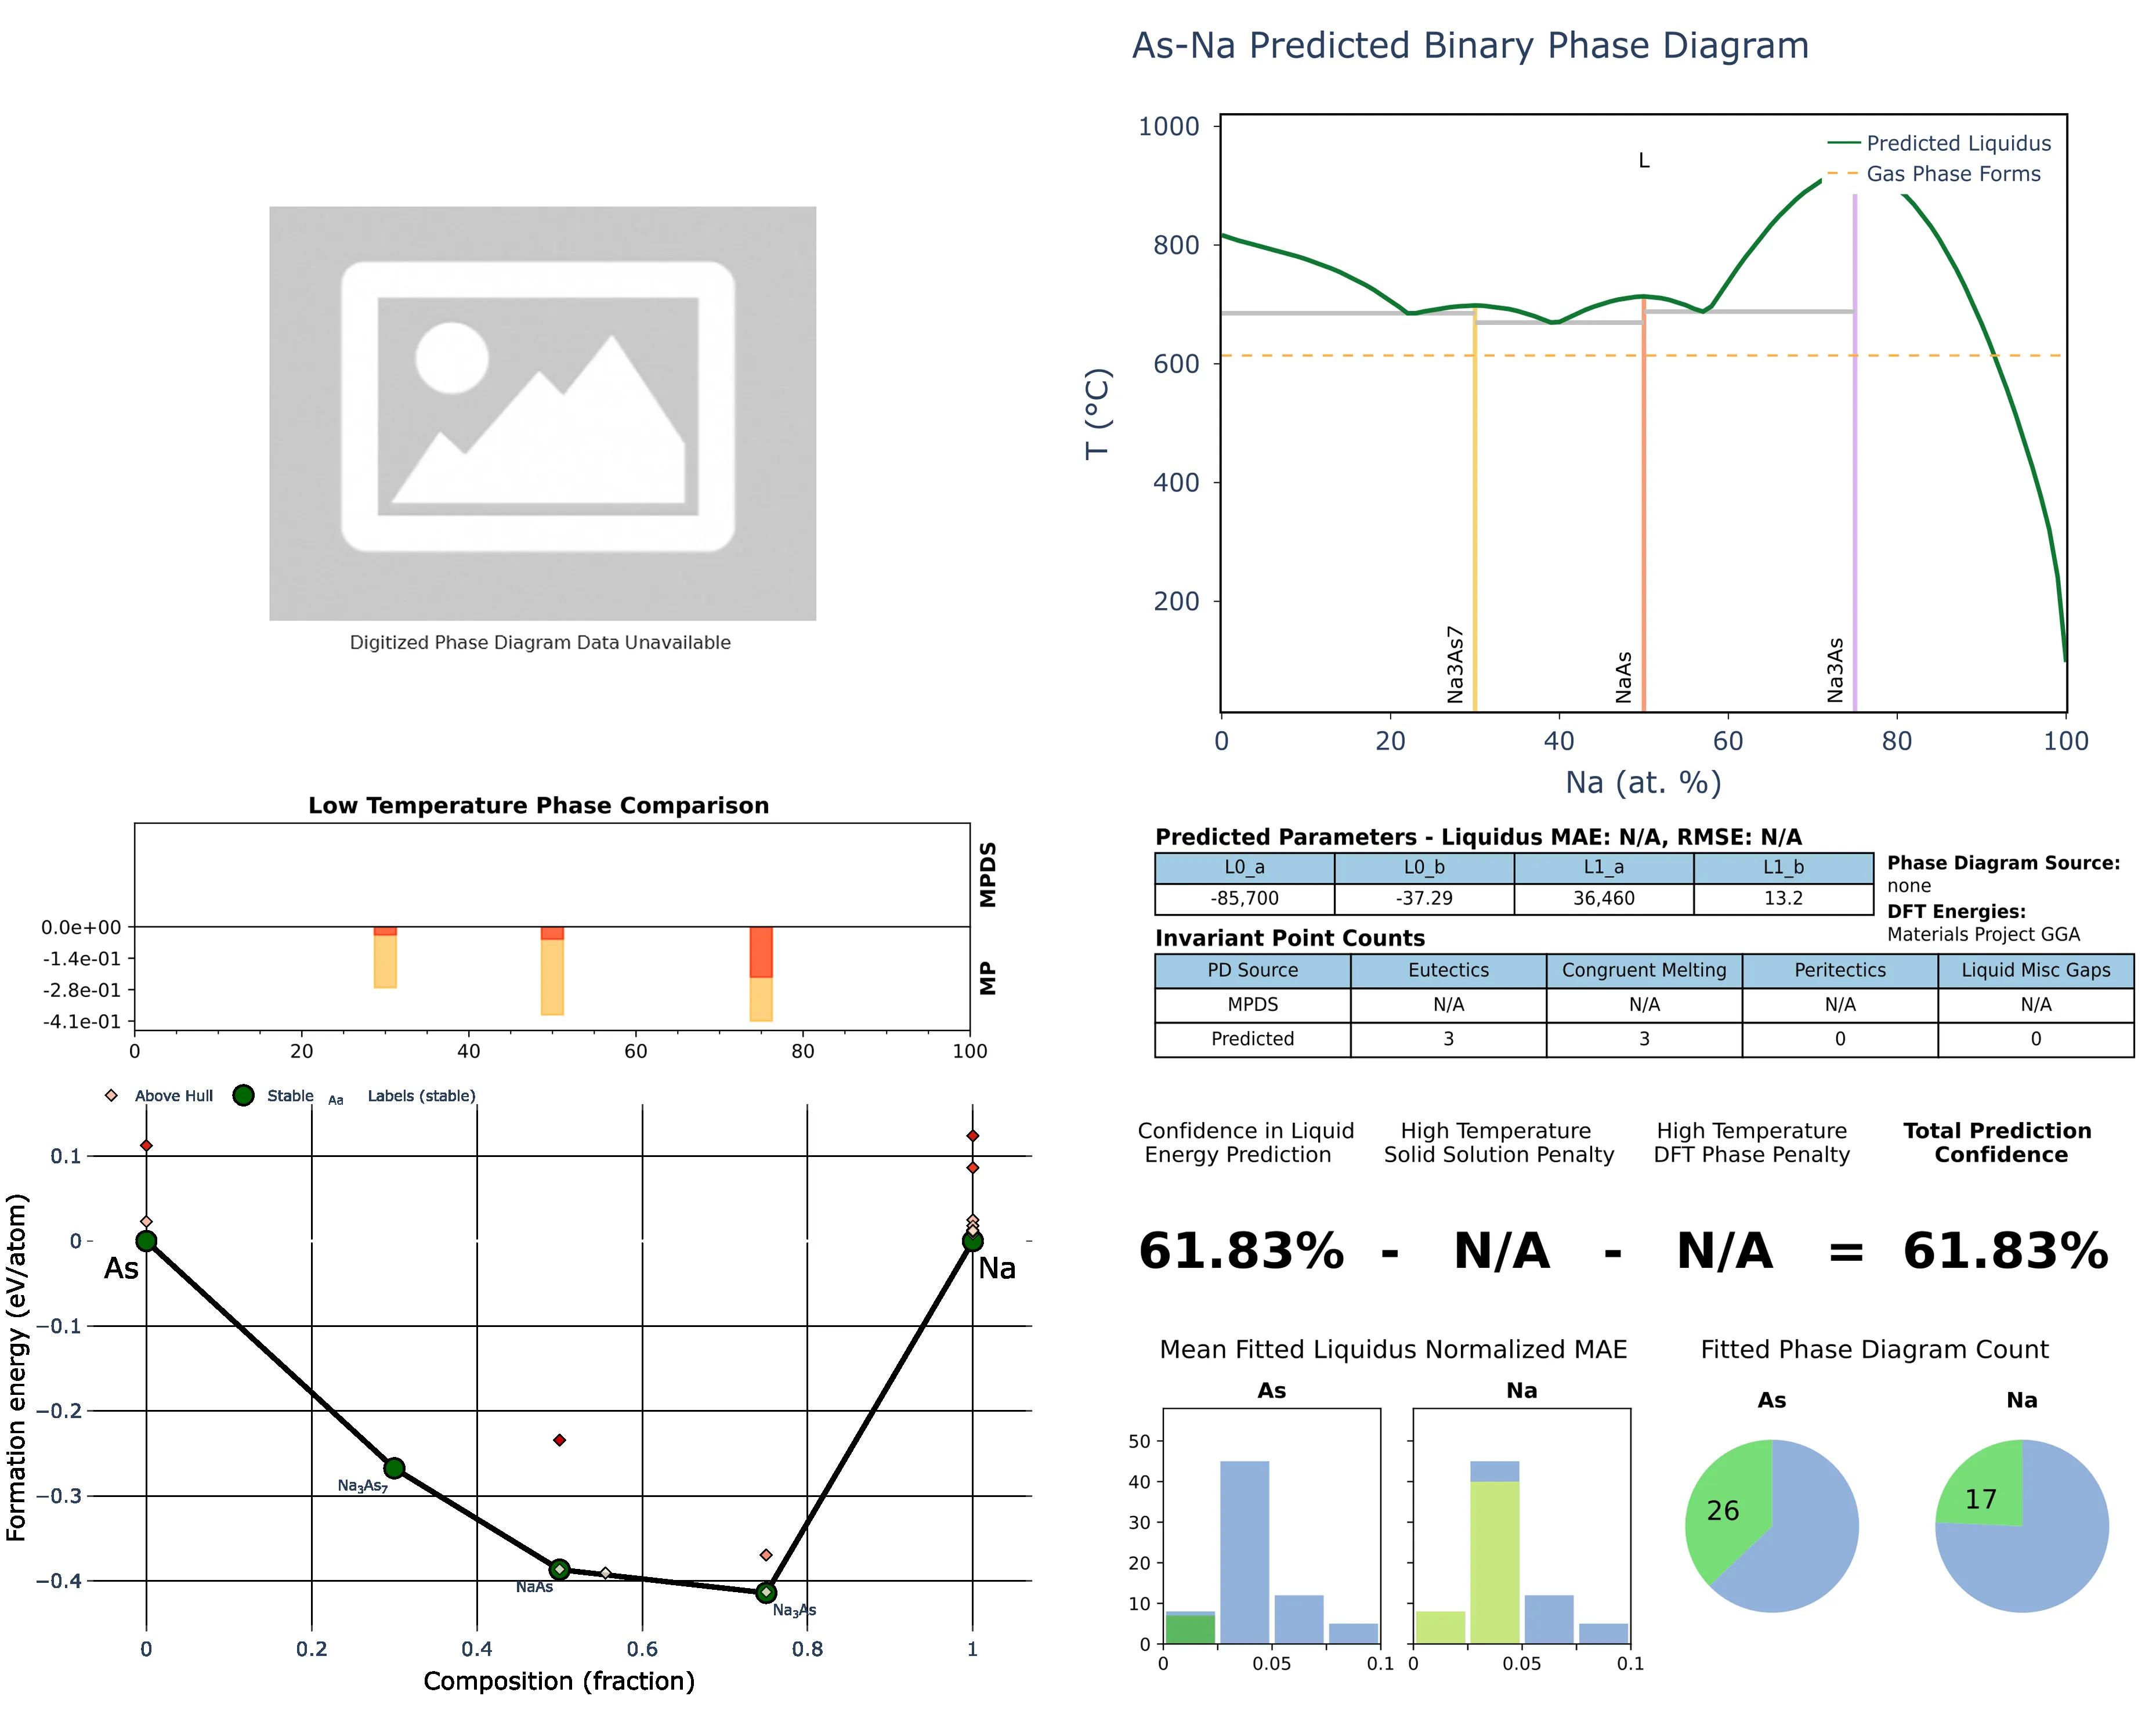 As-Na Predicted Binary Phase Diagram
Digitized Phase Diagram Data Unavailable
1000
800
600
400
200
T (°C)
L
Predicted Liquidus
Gas Phase Forms
Na3As7
NaAs
Na3As
0 20 40 60 80 100
Na (at. %)
Low Temperature Phase Comparison
MPDS
MP
0.0e+00
-1.4e-01
-2.8e-01
-4.1e-01
0 20 40 60 80 100
Predicted Parameters - Liquidus MAE: N/A, RMSE: N/A
L0_a L0_b L1_a L1_b
-85,700 -37.29 36,460 13.2
Phase Diagram Source:
none
DFT Energies:
Materials Project GGA
Invariant Point Counts
PD Source Eutectics Congruent Melting Peritectics Liquid Misc Gaps
MPDS N/A N/A N/A N/A
Predicted 3 3 0 0
Above Hull Stable Aa Labels (stable)
0.1
0
−0.1
−0.2
−0.3
−0.4
Formation energy (eV/atom)
As
Na
Na₃As₇
NaAs
Na₃As
0 0.2 0.4 0.6 0.8 1
Composition (fraction)
Confidence in Liquid
Energy Prediction
High Temperature
Solid Solution Penalty
High Temperature
DFT Phase Penalty
Total Prediction
Confidence
61.83% - N/A - N/A = 61.83%
Mean Fitted Liquidus Normalized MAE
As
Na
50
40
30
20
10
0
0 0.05 0.1
0 0.05 0.1
Fitted Phase Diagram Count
As
Na
26
17